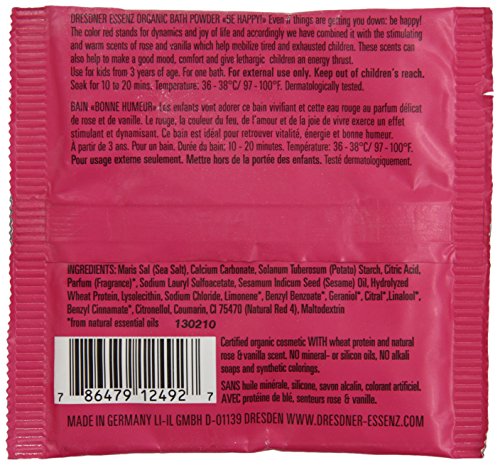 DRESDNER ESSENZ ORGANIC BATH POWDER «BE HAPPY!» Even if things are getting you down: be happy!
The color red stands for dynamics and joy of life and accordingly we have combined it with the stimulating
and warm scents of rose and vanilla which help to mobilize tired and exhausted children. These scents can
also help to make a good mood, comfort and give lethargic children an energy thrust.
Use for kids from 3 years of age. For one bath. For external use only. Keep out of children's reach.
Soak for 10 to 20 mins. Temperature: 36 - 38°C/ 97 - 100°F. Dermatologically tested.
BAIN «BONNE HUMEUR» Les enfants vont adorer ce bain vivifiant et cette eau rouge au parfum délicat
de rose et de vanille. Le rouge, la couleur du feu, de l'amour et de la joie de vivre exerce un effet
stimulant et dynamisant. Ce bain est idéal pour retrouver vitalité, énergie et bonne humeur.
À partir de 3 ans. Pour un bain. Durée du bain: 10 - 20 minutes. Température: 36 - 38°C/ 97 - 100°F.
Pour usage externe seulement. Mettre hors de la portée des enfants. Testé dermatologiquement.
INGREDIENTS: Maris Sal (Sea Salt), Calcium Carbonate, Solanum Tuberosum (Potato) Starch, Citric Acid,
Parfum (Fragrance)*, Sodium Lauryl Sulfoacetate, Sesamum Indicum Seed (Sesame) Oil, Hydrolyzed
Wheat Protein, Lysolecithin, Sodium Chloride, Limonene*, Benzyl Benzoate*, Geraniol*, Citral*,Linalool*,
Benzyl Cinnamate*, Citronellol, Coumarin, CI 75470 (Natural Red 4), Maltodextrin
*from natural essential oils 130210
Certified organic cosmetic WITH wheat protein and natural
rose & vanilla scent. NO mineral- or silicon oils, NO alkali
soaps and synthetic colorings.
SANS huile minérale, silicone, savon alcalin, colorant artificiel.
AVEC protéine de blé, senteurs rose & vanille.
7 86479 12492 7
MADE IN GERMANY LI-IL GMBH D-01139 DRESDEN WWW.DRESDNER-ESSENZ.COM